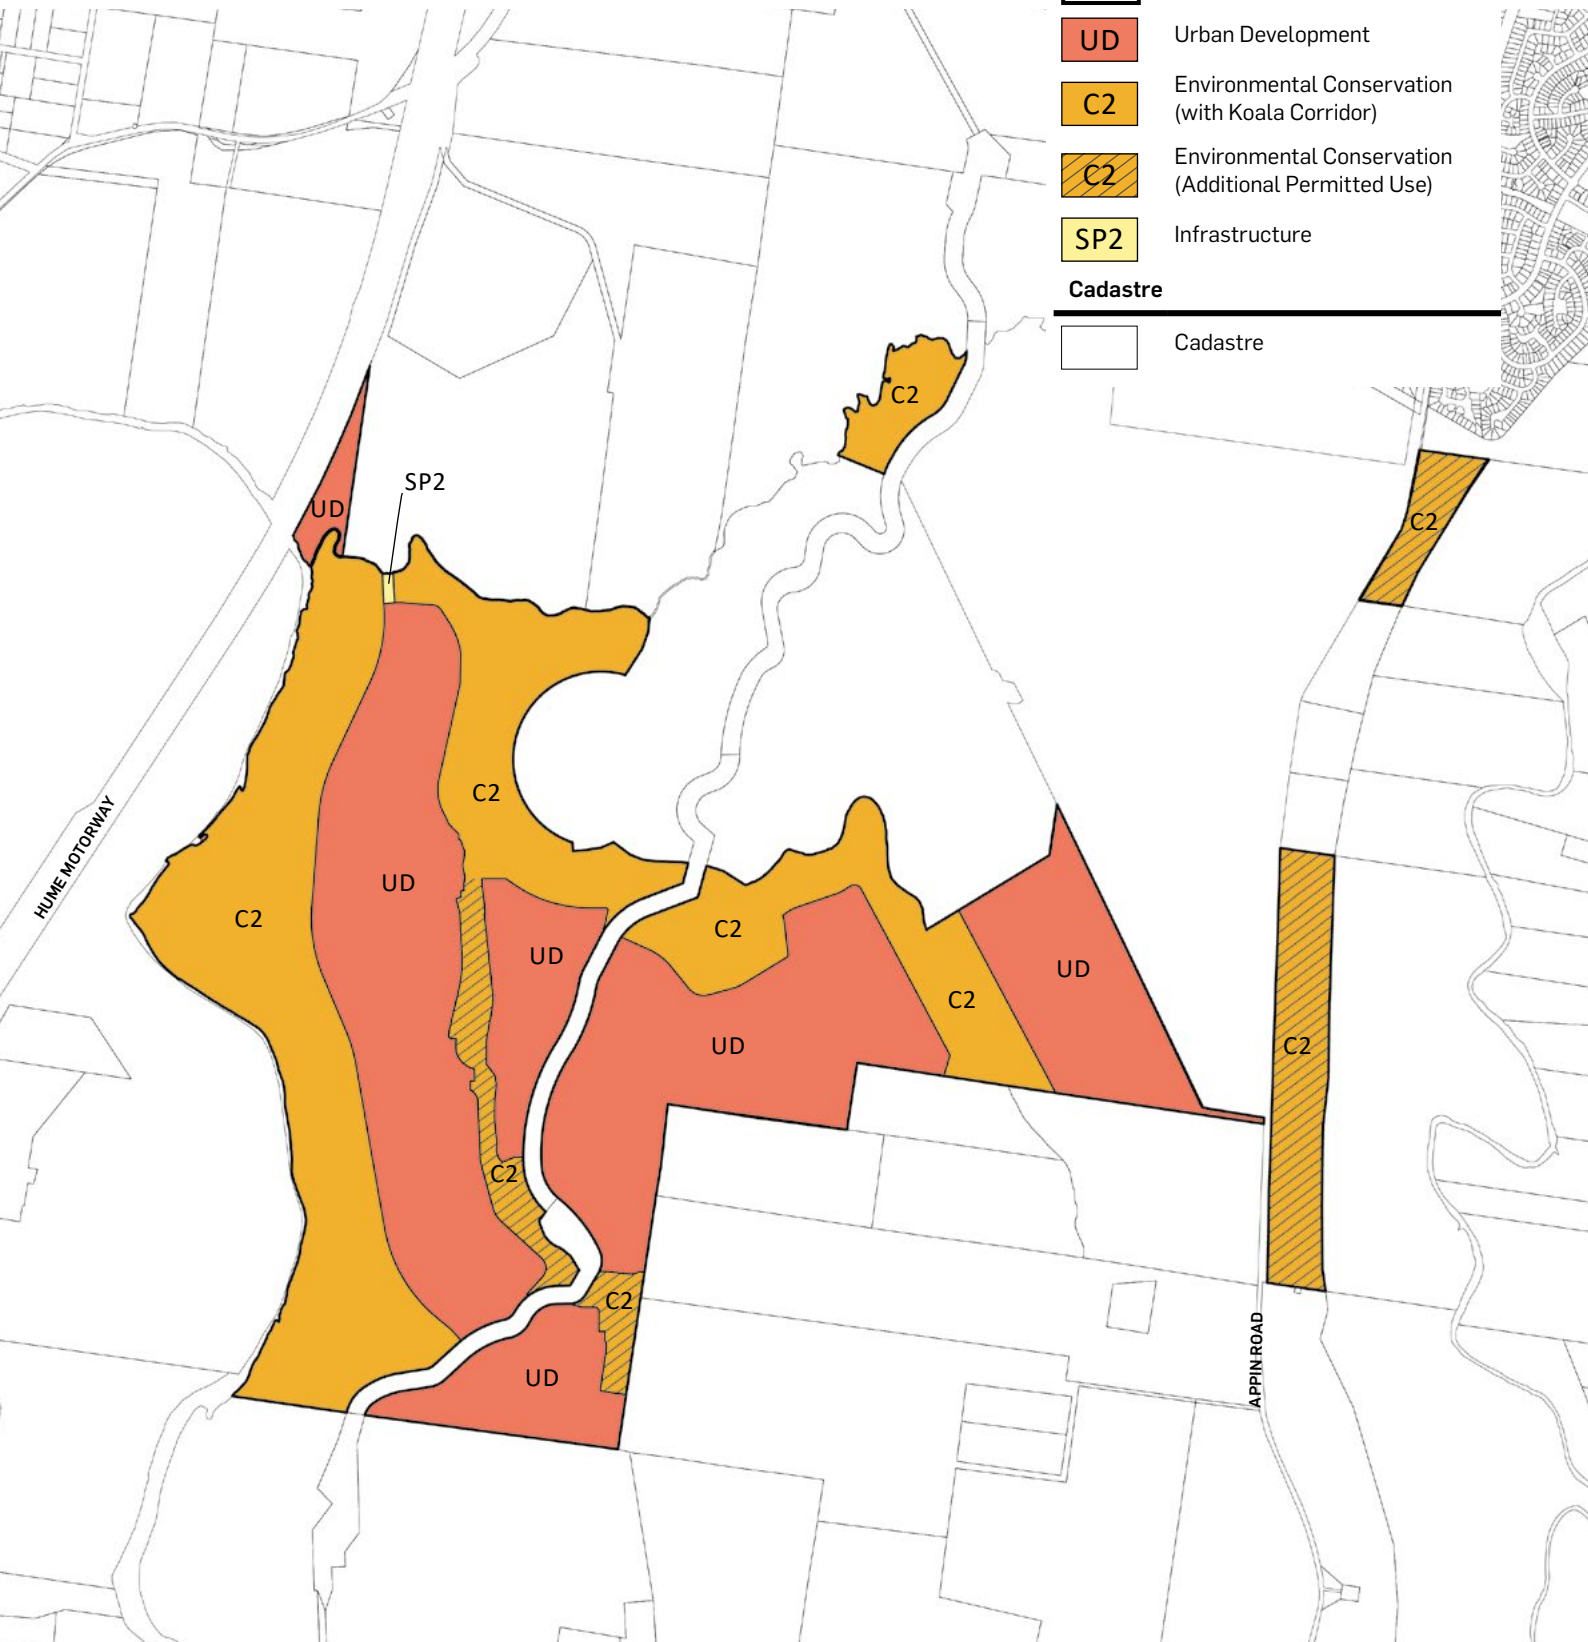 UD
Urban Development
C2
Environmental Conservation
(with Koala Corridor)
C2
Environmental Conservation
(Additional Permitted Use)
SP2
Infrastructure
Cadastre
Cadastre
C2
SP2
UD
C2
C2
UD
C2
C2
UD
UD
C2
UD
C2
UD
C2
C2
C2
UD
HUME MOTORWAY
APPIN ROAD